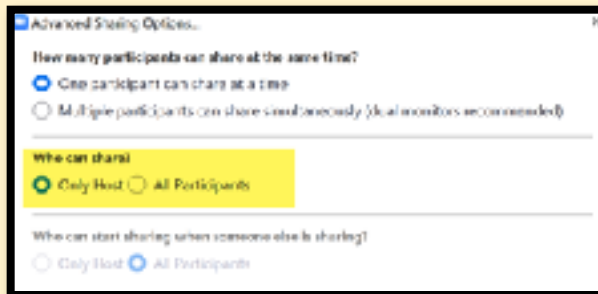 Advanced Sharing Options...
How many participants can share at the same time?
One participant can share at a time
Multiple participants can share simultaneously (dual monitors recommended)
Who can share?
Only Host All Participants
Who can start sharing when someone else is sharing?
Only Host All Participants